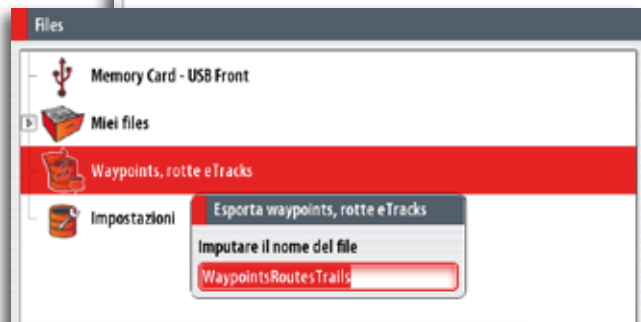 Files
Memory Card - USB Front
Miei files
Waypoints, rotte eTracks
Impostazioni
Esporta waypoints, rotte eTracks
Imputare il nome del file
WaypointsRoutesTrails